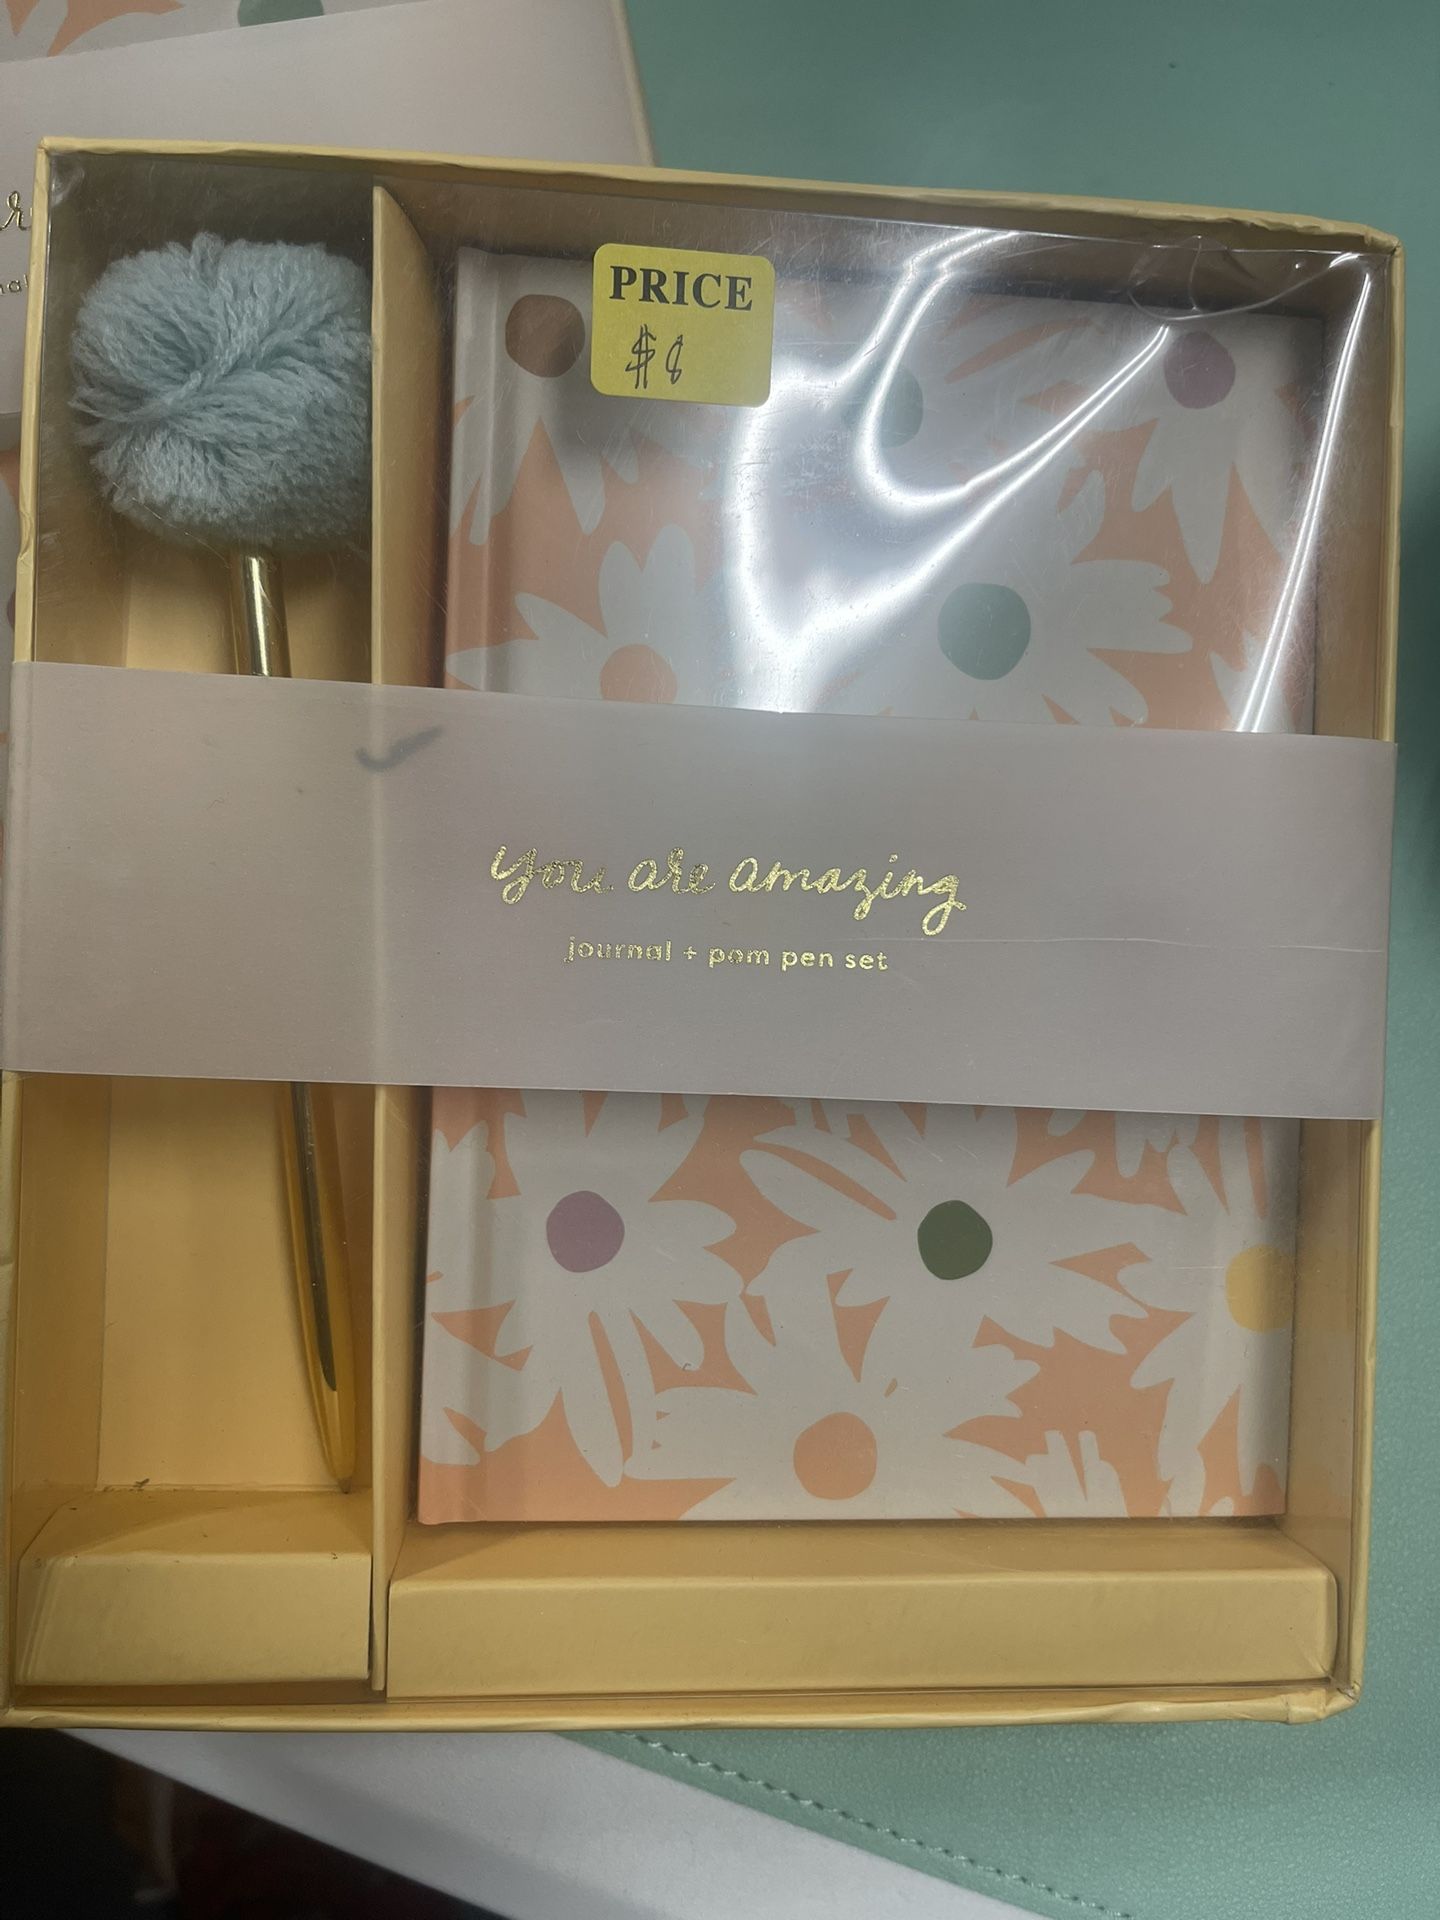 PRICE
$8
you are amazing
journal + pom pen set